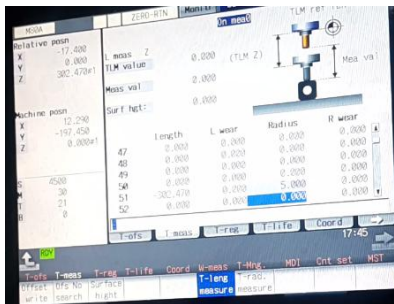 M80A
ZERO-RTN
Monitr
On meas
TLM ret
Relative posn
X -17.400
Y 0.000
Z 302.470#1
L meas Z 0.000 (TLM Z)
TLM value
Meas val 0.000
Surf hgt: 0.000
Mea val
Machine posn
X 12.290
Y -197.450
Z 0.000#1
Length L wear Radius R wear
47 0.000 0.000 0.000 0.000
48 0.000 0.000 0.000 0.000
49 0.000 0.000 0.000 0.000
50 0.000 0.000 0.000 0.000
51 -302.470 0.000 5.000 0.000
52 0.000 0.000 0.000 0.000
S 4500
M 30
T 21
B 0
T-ofs T-meas T-reg T-life Coord
17:45
RDY
T-ofs T-meas T-reg T-life Coord W-meas T-Mng. MDI Cnt set MST
Offset write
Ofs No search
Surface hight
T-leng measure
T-rad. measure